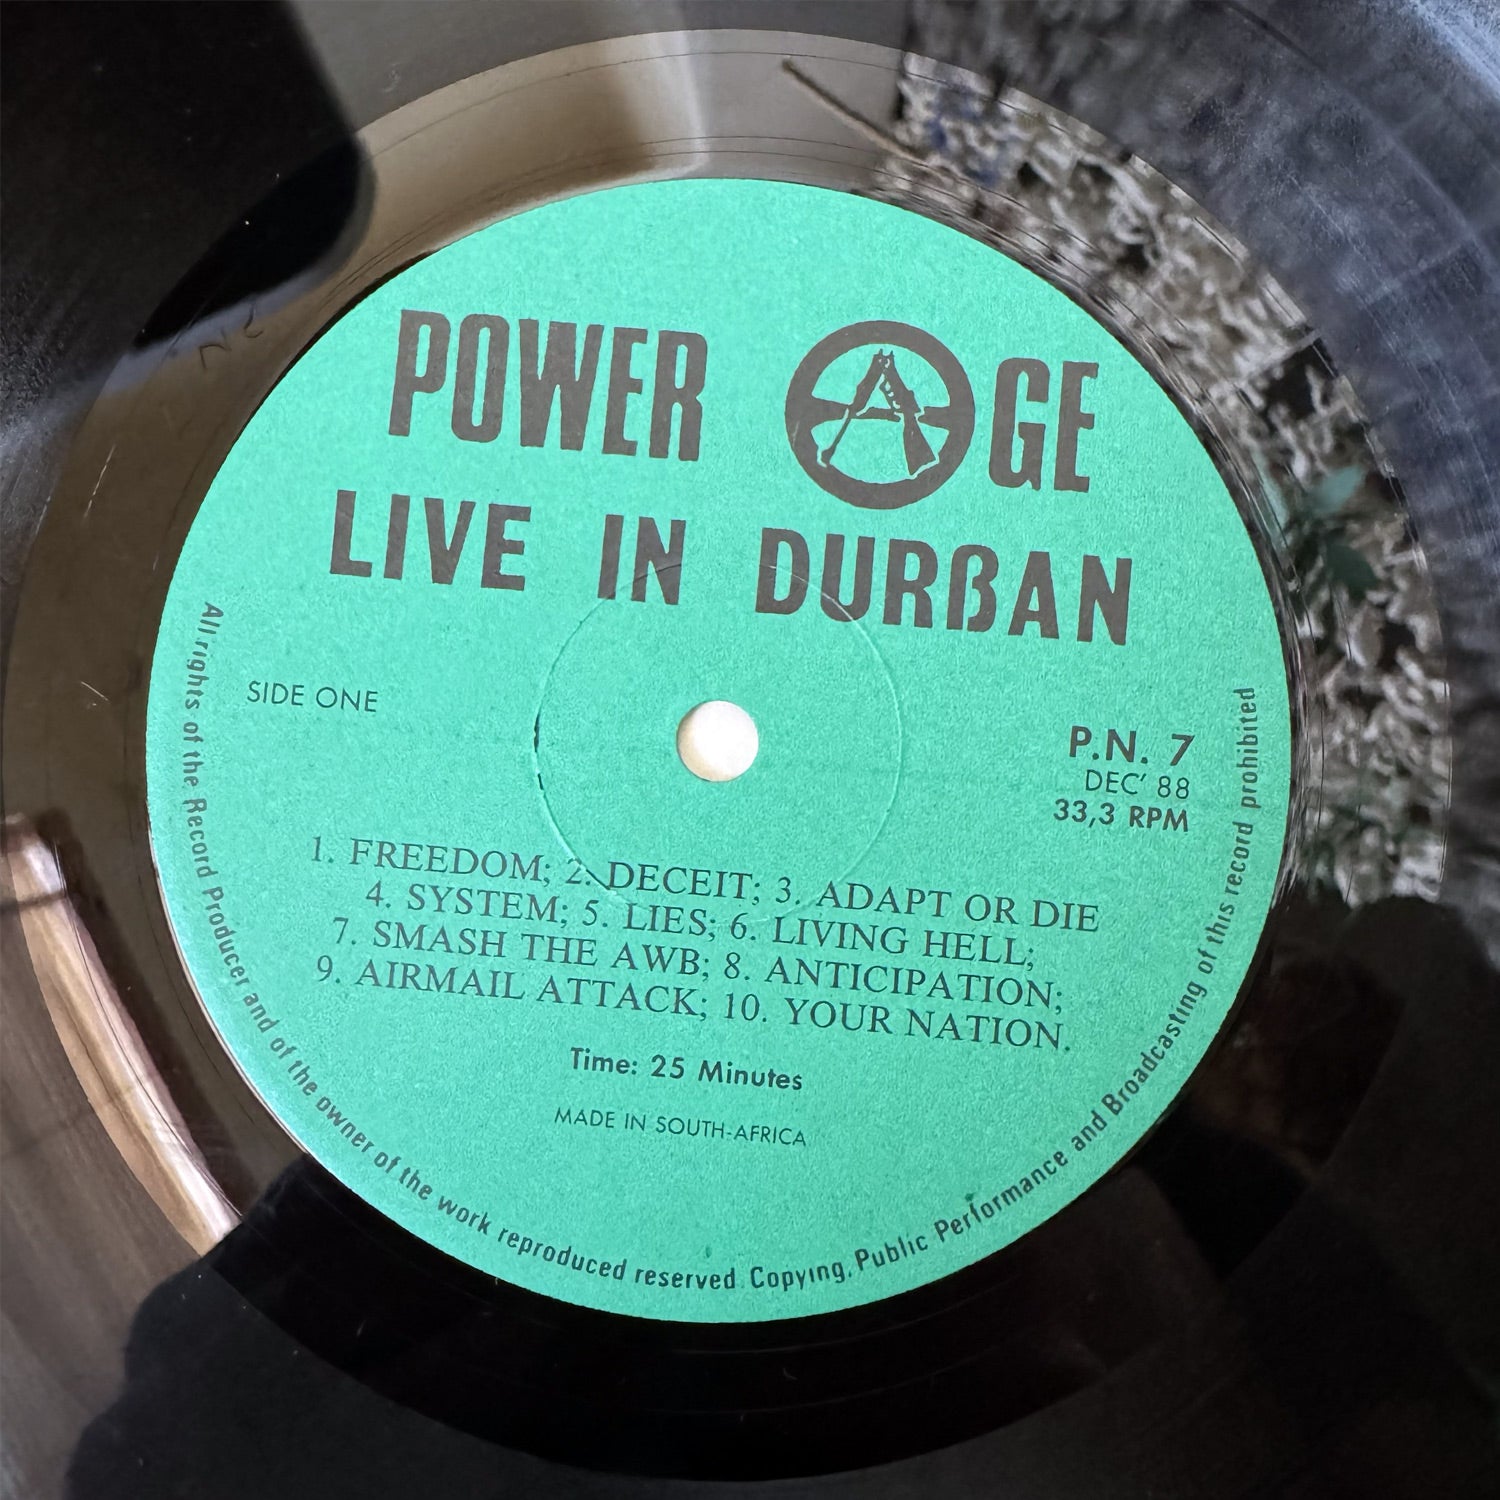 POWER AGE
LIVE IN DURBAN
SIDE ONE
P.N. 7
DEC' 88
33,3 RPM
1. FREEDOM; 2. DECEIT; 3. ADAPT OR DIE
4. SYSTEM; 5. LIES; 6. LIVING HELL;
7. SMASH THE AWB; 8. ANTICIPATION;
9. AIRMAIL ATTACK; 10. YOUR NATION.
Time: 25 Minutes
MADE IN SOUTH-AFRICA
All rights of the Record Producer and of the owner of the work reproduced reserved. Copying, Public Performance and Broadcasting of this record prohibited